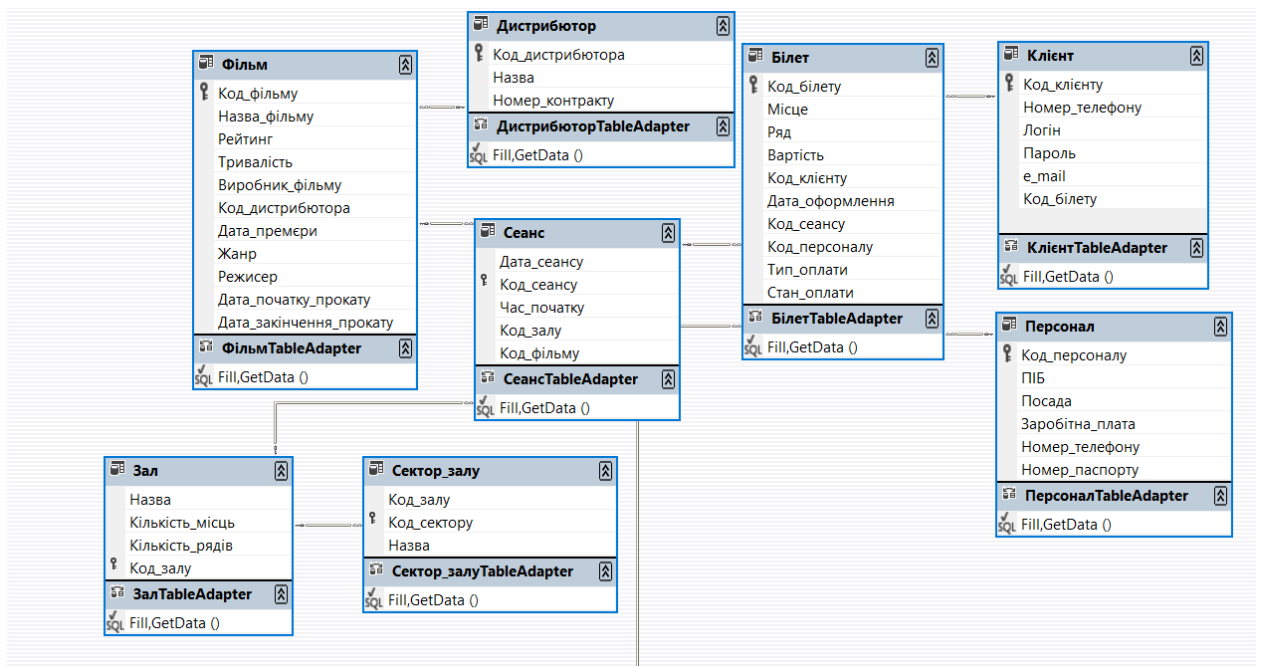 Фільм
Код_фільму
Назва_фільму
Рейтинг
Тривалість
Виробник_фільму
Код_дистрибютора
Дата_премєри
Жанр
Режисер
Дата_початку_прокату
Дата_закінчення_прокату
ФільмTableAdapter
SQL Fill,GetData ()
Дистрибютор
Код_дистрибютора
Назва
Номер_контракту
ДистрибюторTableAdapter
SQL Fill,GetData ()
Сеанс
Дата_сеансу
Код_сеансу
Час_початку
Код_залу
Код_фільму
СеансTableAdapter
SQL Fill,GetData ()
Білет
Код_білету
Місце
Ряд
Вартість
Код_клієнту
Дата_оформлення
Код_сеансу
Код_персоналу
Тип_оплати
Стан_оплати
БілетTableAdapter
SQL Fill,GetData ()
Клієнт
Код_клієнту
Номер_телефону
Логін
Пароль
e_mail
Код_білету
КлієнтTableAdapter
SQL Fill,GetData ()
Персонал
Код_персоналу
ПІБ
Посада
Заробітна_плата
Номер_телефону
Номер_паспорту
ПерсоналTableAdapter
SQL Fill,GetData ()
Зал
Назва
Кількість_місць
Кількість_рядів
Код_залу
ЗалTableAdapter
SQL Fill,GetData ()
Сектор_залу
Код_залу
Код_сектору
Назва
Сектор_залуTableAdapter
SQL Fill,GetData ()